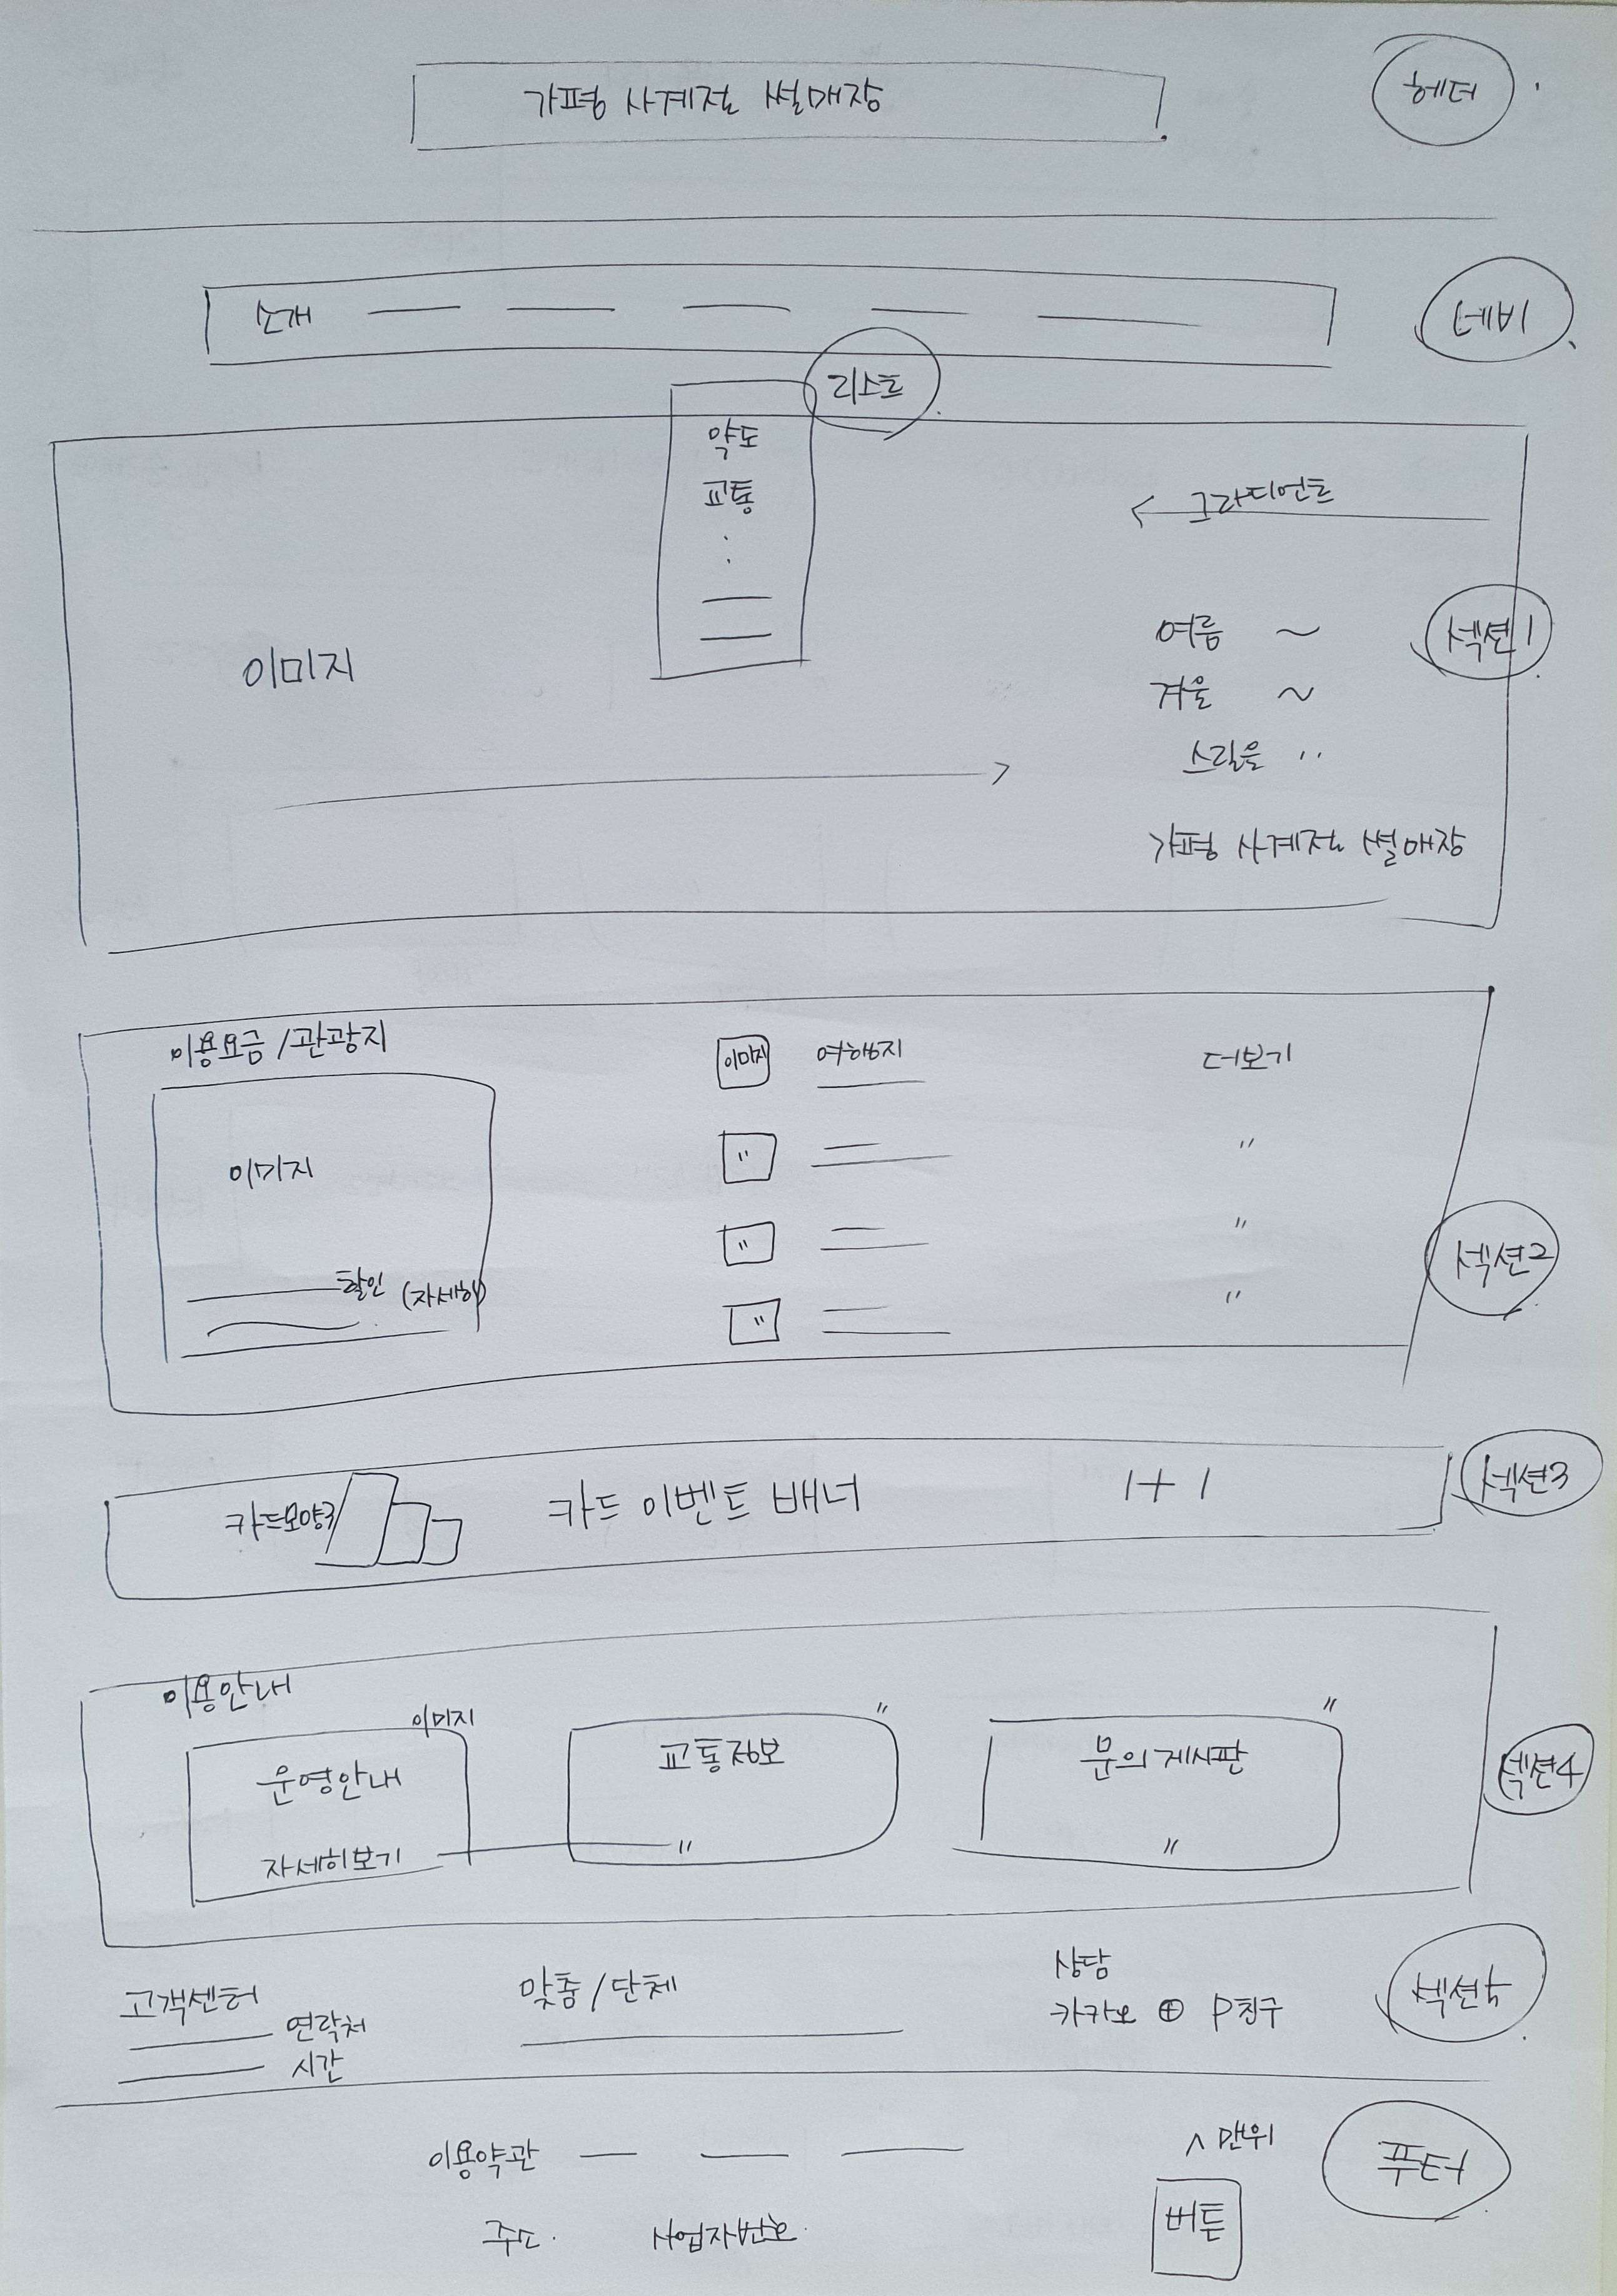 가평 사계절 썰매장
헤더
소개
네비
리스트
약도
교통
그라디언트
이미지
여름 ~
겨울 ~
스릴을 ..
섹션1
가평 사계절 썰매장
이용요금 / 관광지
이미지 여행지 더보기
이미지
" "
" "
할인 (자세히)
" "
섹션2
카드모양3
카드 이벤트 배너
1+1
섹션3
이용안내
이미지 " "
운영안내 교통정보 문의게시판
자세히보기 " "
섹션4
고객센터
연락처
시간
맞춤/단체
상담
카카오 ⊕ P친구
섹션5
이용약관
^ 맨위
버튼
푸터
주소. 사업자번호